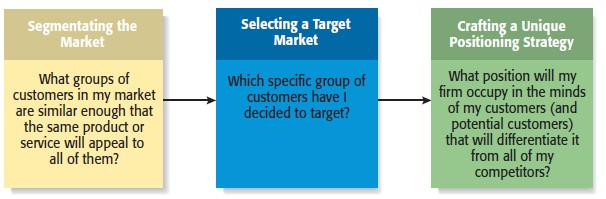 Segmentating the
Market
What groups of
customers in my market
are similar enough that
the same product or
service will appeal to
all of them?
Selecting a Target
Market
Which specific group of
customers have I
decided to target?
Crafting a Unique
Positioning Strategy
What position will my
firm occupy in the minds
of my customers (and
potential customers)
that will differentiate it
from all of my
competitors?